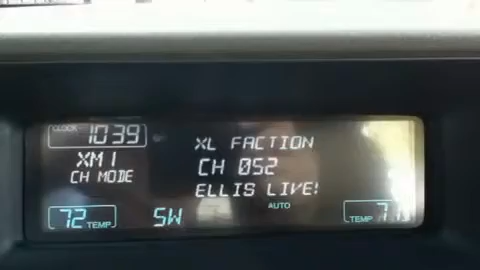 CLOCK 10:39
XM1
CH MODE
XL FACTION
CH 052
ELLIS LIVE!
AUTO
72 TEMP
SW
TEMP